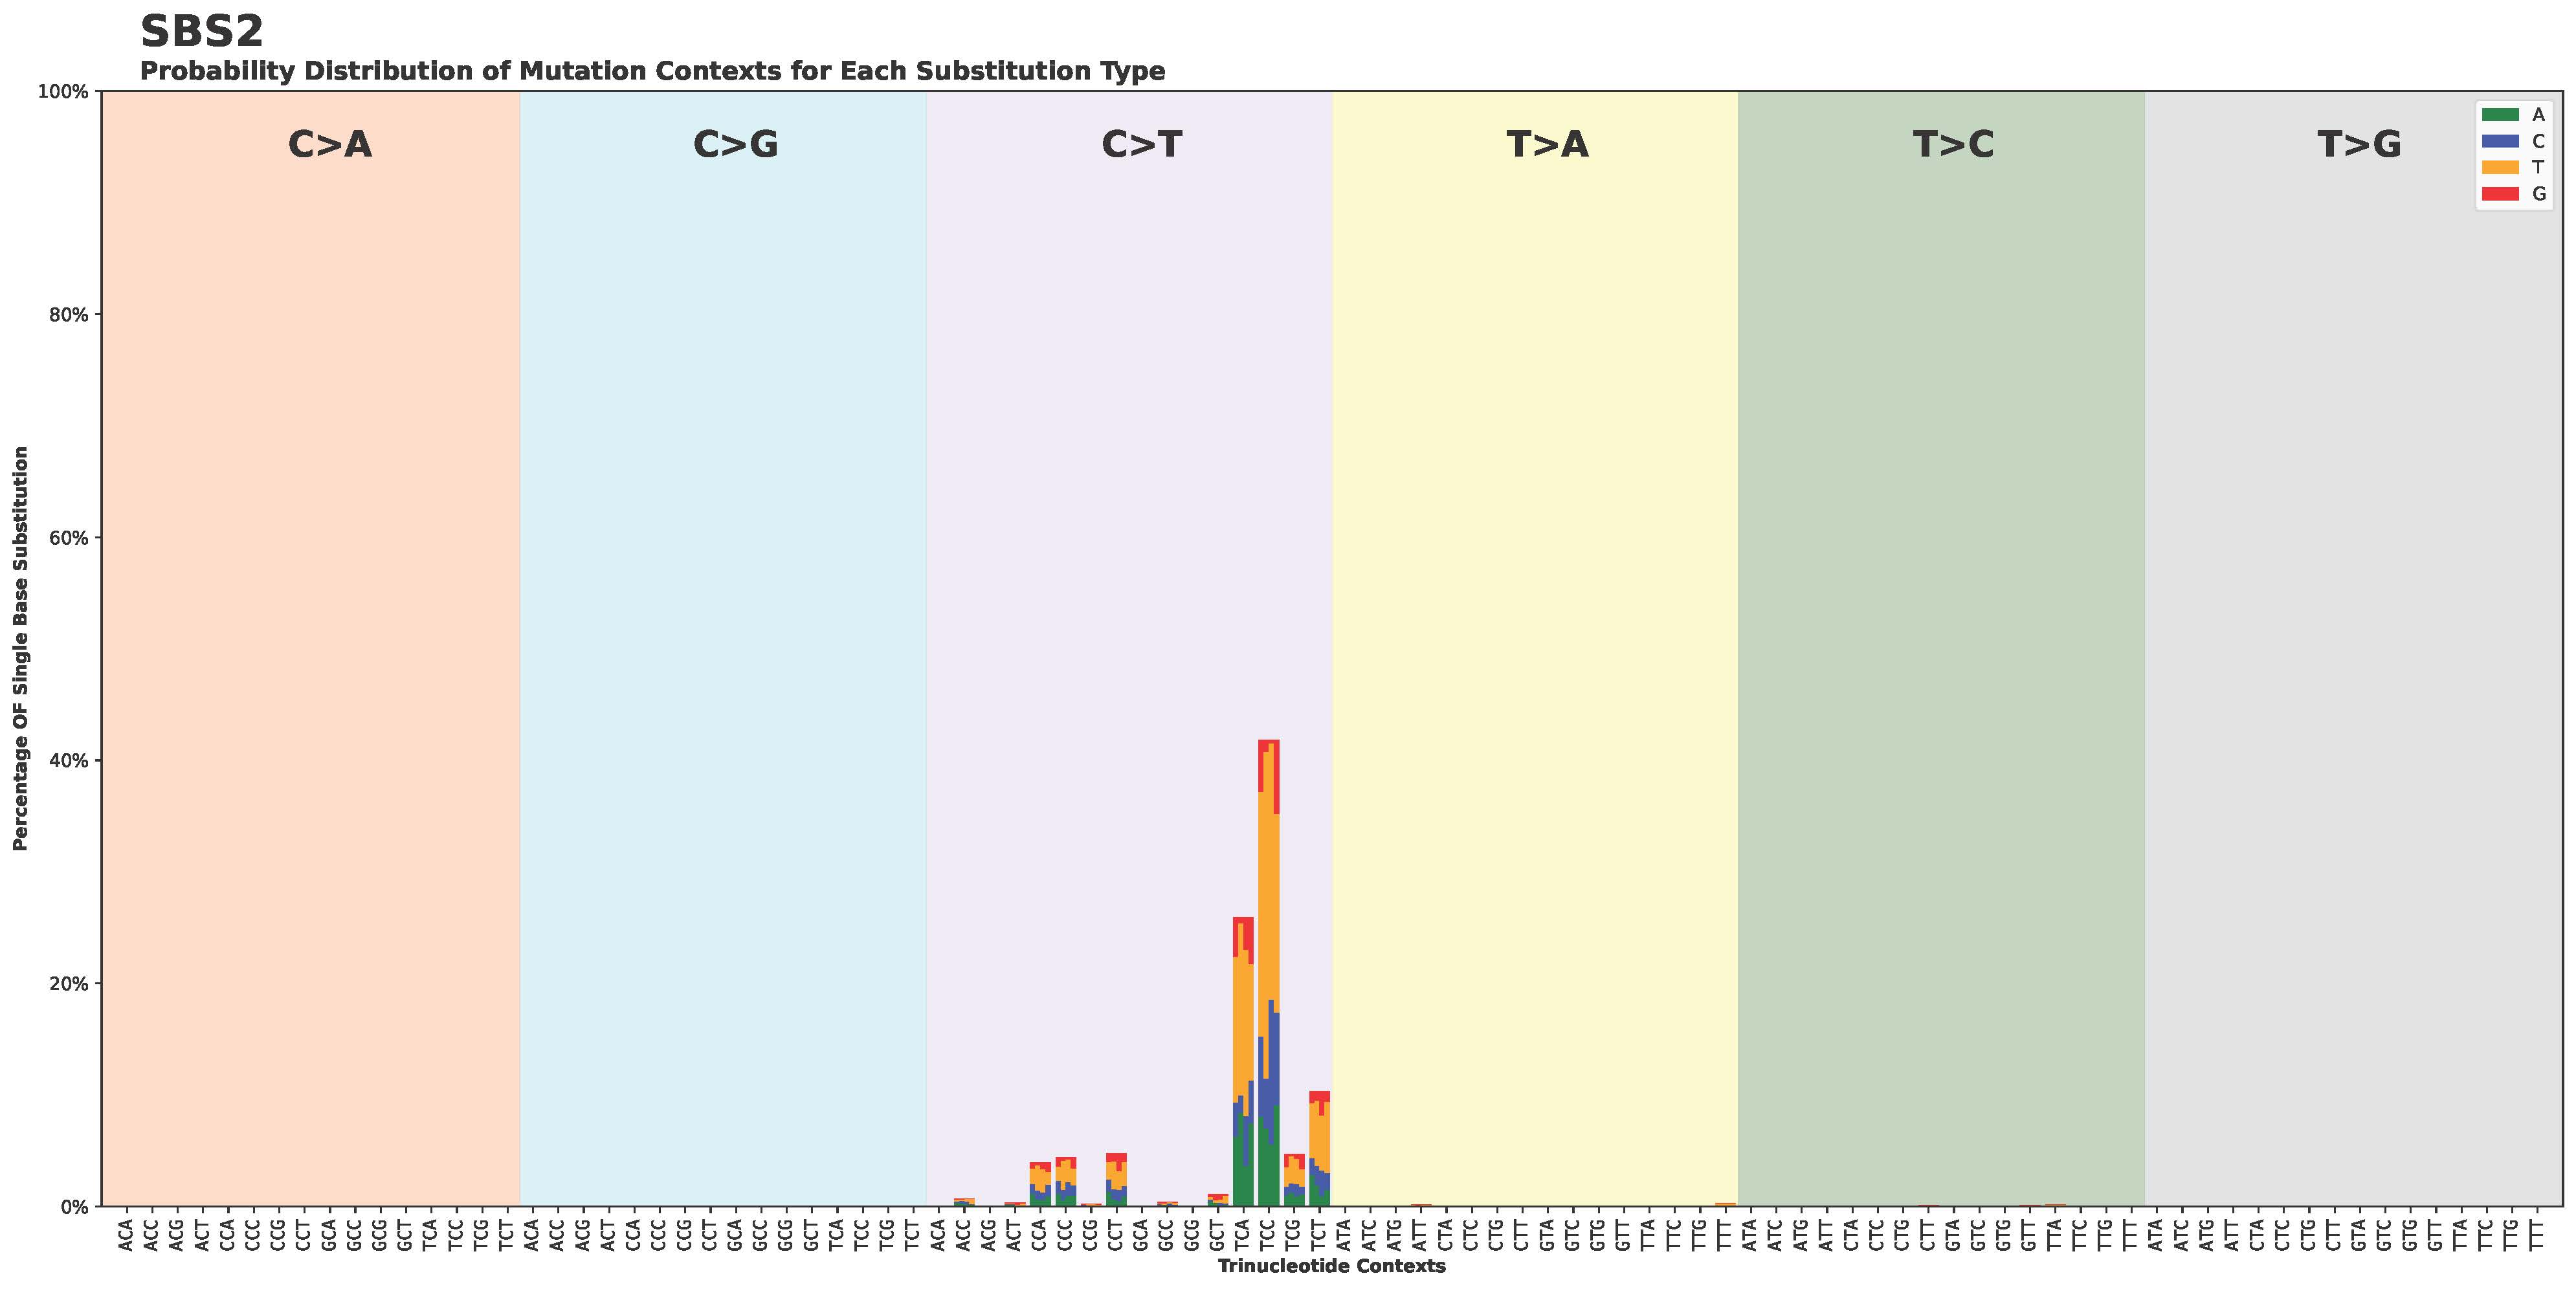 SBS2
Probability Distribution of Mutation Contexts for Each Substitution Type
100%
80%
60%
40%
20%
0%
Percentage OF Single Base Substitution
C>A C>G C>T T>A T>C T>G
A
C
T
G
ACA ACC ACG ACT CCA CCC CCG CCT GCA GCC GCG GCT TCA TCC TCG TCT ACA ACC ACG ACT CCA CCC CCG CCT GCA GCC GCG GCT TCA TCC TCG TCT ACA ACC ACG ACT CCA CCC CCG CCT GCA GCC GCG GCT TCA TCC TCG TCT ATA ATC ATG ATT CTA CTC CTG CTT GTA GTC GTG GTT TTA TTC TTG TTT ATA ATC ATG ATT CTA CTC CTG CTT GTA GTC GTG GTT TTA TTC TTG TTT ATA ATC ATG ATT CTA CTC CTG CTT GTA GTC GTG GTT TTA TTC TTG TTT
Trinucleotide Contexts